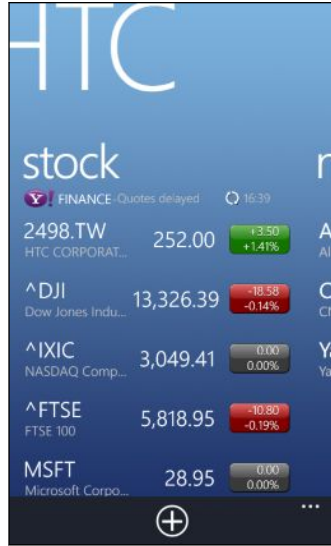 HTC
stock
Y! FINANCE -Quotes delayed 16:39
2498.TW 252.00 +3.50
HTC CORPORAT... +1.41%
^DJI 13,326.39 -18.58
Dow Jones Indu... -0.14%
^IXIC 3,049.41 0.00
NASDAQ Comp... 0.00%
^FTSE 5,818.95 -10.80
FTSE 100 -0.19%
MSFT 28.95 0.00
Microsoft Corpo... 0.00%
...